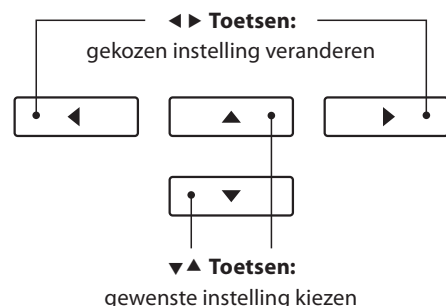 ◀ ▶ Toetsen:
gekozen instelling veranderen
▼▲ Toetsen:
gewenste instelling kiezen